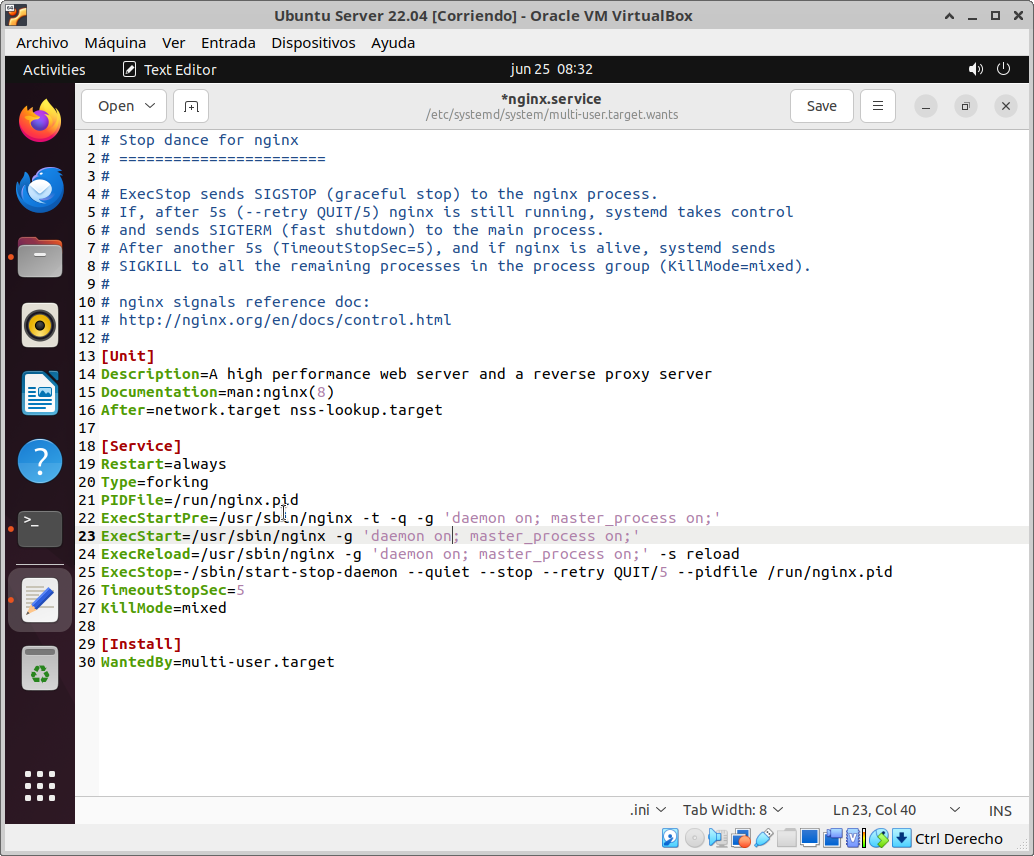 Ubuntu Server 22.04 [Corriendo] - Oracle VM VirtualBox
Archivo Máquina Ver Entrada Dispositivos Ayuda
Activities Text Editor jun 25 08:32
Open *nginx.service Save
/etc/systemd/system/multi-user.target.wants
1 # Stop dance for nginx
2 # =======================
3 #
4 # ExecStop sends SIGSTOP (graceful stop) to the nginx process.
5 # If, after 5s (--retry QUIT/5) nginx is still running, systemd takes control
6 # and sends SIGTERM (fast shutdown) to the main process.
7 # After another 5s (TimeoutStopSec=5), and if nginx is alive, systemd sends
8 # SIGKILL to all the remaining processes in the process group (KillMode=mixed).
9 #
10 # nginx signals reference doc:
11 # http://nginx.org/en/docs/control.html
12 #
13 [Unit]
14 Description=A high performance web server and a reverse proxy server
15 Documentation=man:nginx(8)
16 After=network.target nss-lookup.target
17
18 [Service]
19 Restart=always
20 Type=forking
21 PIDFile=/run/nginx.pid
22 ExecStartPre=/usr/sbin/nginx -t -q -g 'daemon on; master_process on;'
23 ExecStart=/usr/sbin/nginx -g 'daemon on; master_process on;'
24 ExecReload=/usr/sbin/nginx -g 'daemon on; master_process on;' -s reload
25 ExecStop=-/sbin/start-stop-daemon --quiet --stop --retry QUIT/5 --pidfile /run/nginx.pid
26 TimeoutStopSec=5
27 KillMode=mixed
28
29 [Install]
30 WantedBy=multi-user.target
.ini Tab Width: 8 Ln 23, Col 40 INS
Ctrl Derecho